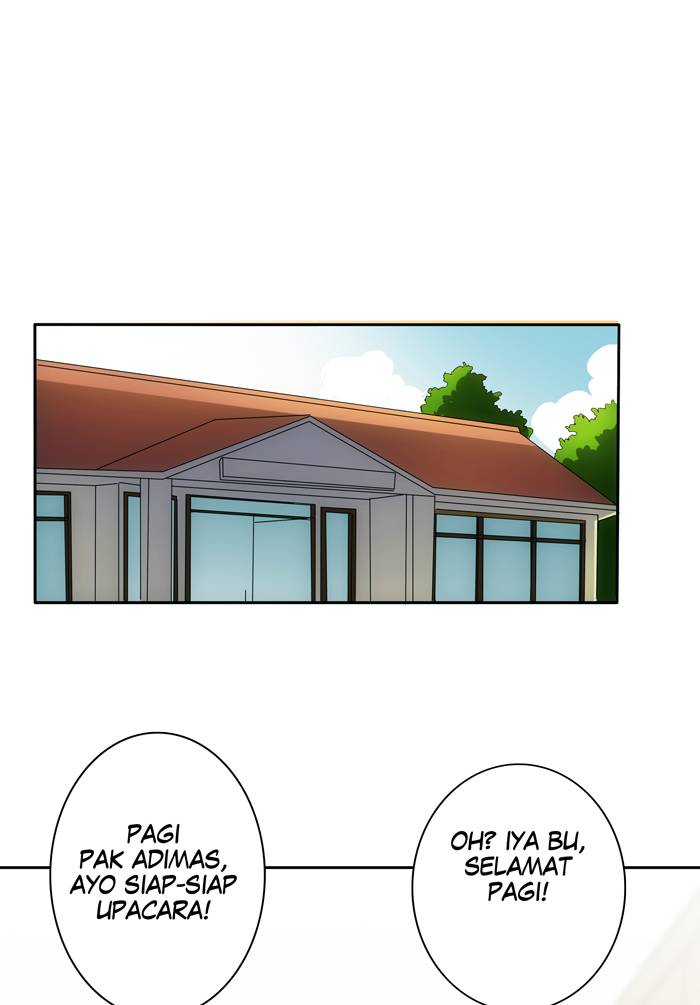 PAGI
PAK ADIMAS,
AYO SIAP-SIAP
UPACARA!
OH? IYA BU,
SELAMAT
PAGI!